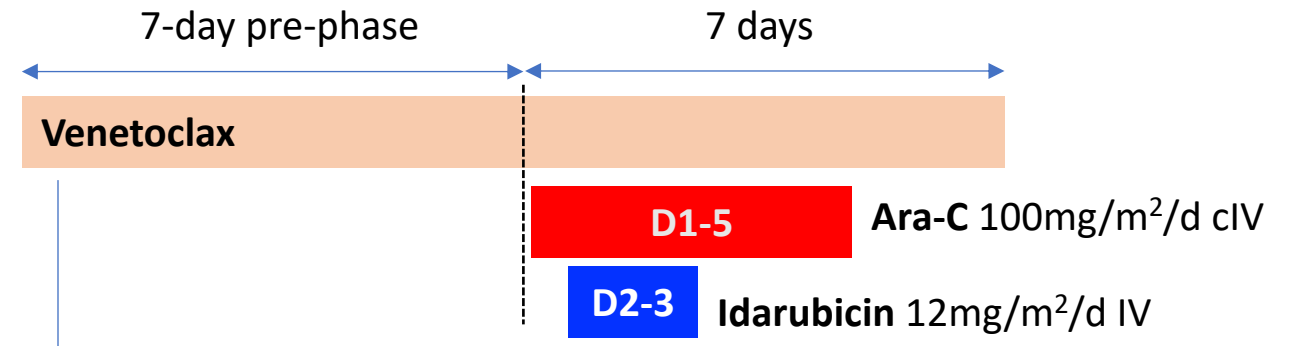 7-day pre-phase
7 days
Venetoclax
D1-5
Ara-C 100mg/m²/d cIV
D2-3
Idarubicin 12mg/m²/d IV